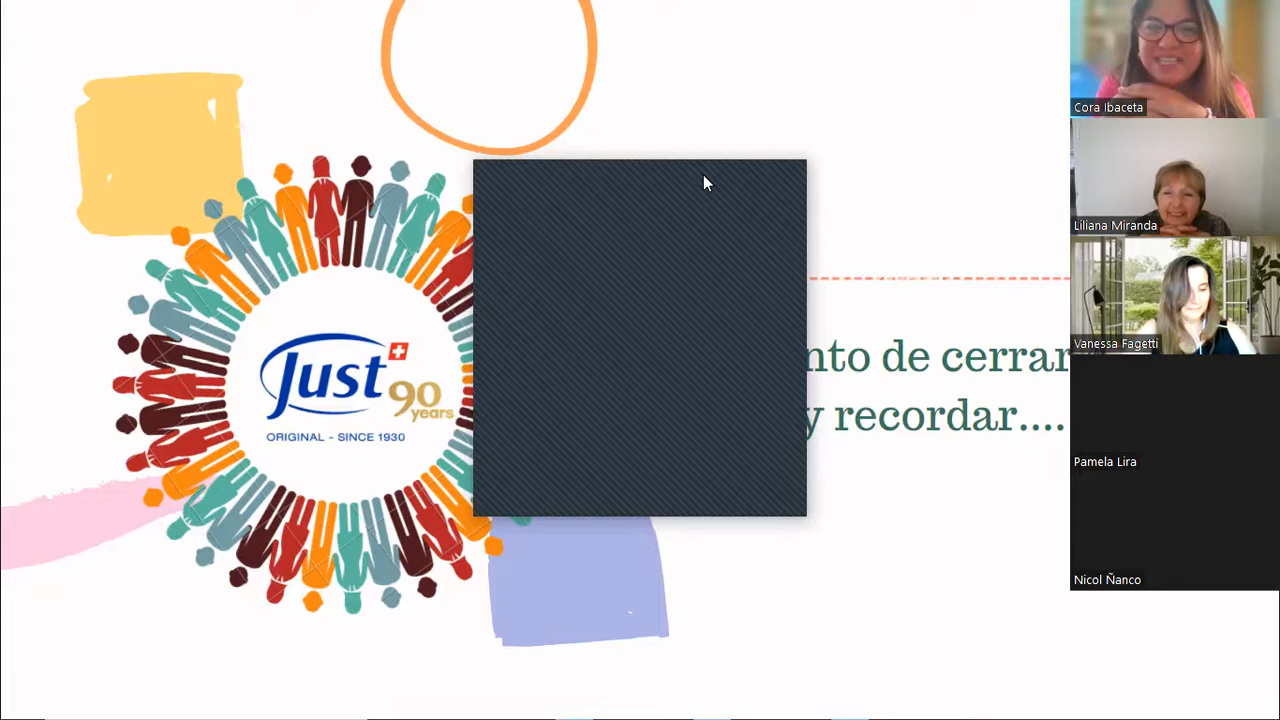 Just
90
years
ORIGINAL - SINCE 1930
nto de cerrar
y recordar....
Cora Ibaceta
Liliana Miranda
Vanessa Fagetti
Pamela Lira
Nicol Ñanco